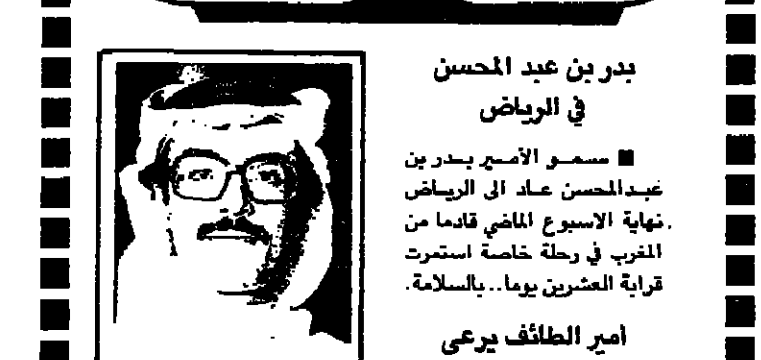 بدر بن عبد المحسن
في الرياض
■ سمو الأمير بدر بن
عبدالمحسن عاد الى الرياض
نهاية الاسبوع الماضي قادما من
المغرب في رحلة خاصة استمرت
قرابة العشرين يوما.. بالسلامة.
أمير الطائف يرعى